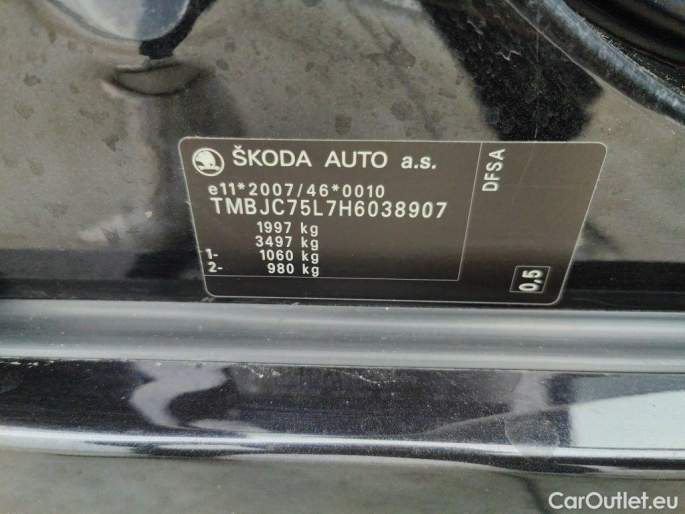 ŠKODA AUTO a.s.
e11*2007/46*0010
TMBJC75L7H6038907
1997 kg
3497 kg
1- 1060 kg
2- 980 kg
DFSA
0,5
CarOutlet.eu